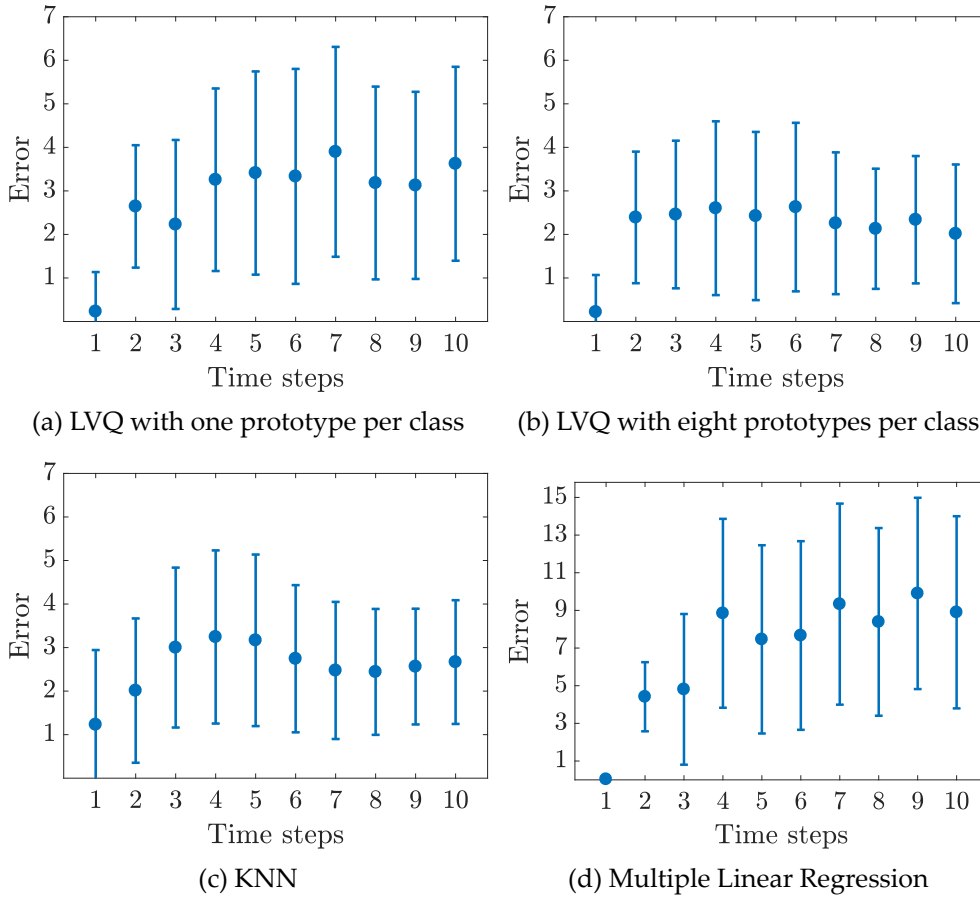 7
6
5
4
3
2
1
Error
1 2 3 4 5 6 7 8 9 10
Time steps
(a) LVQ with one prototype per class
7
6
5
4
3
2
1
Error
1 2 3 4 5 6 7 8 9 10
Time steps
(b) LVQ with eight prototypes per class
7
6
5
4
3
2
1
Error
1 2 3 4 5 6 7 8 9 10
Time steps
(c) KNN
15
13
11
9
7
5
3
1
Error
1 2 3 4 5 6 7 8 9 10
Time steps
(d) Multiple Linear Regression